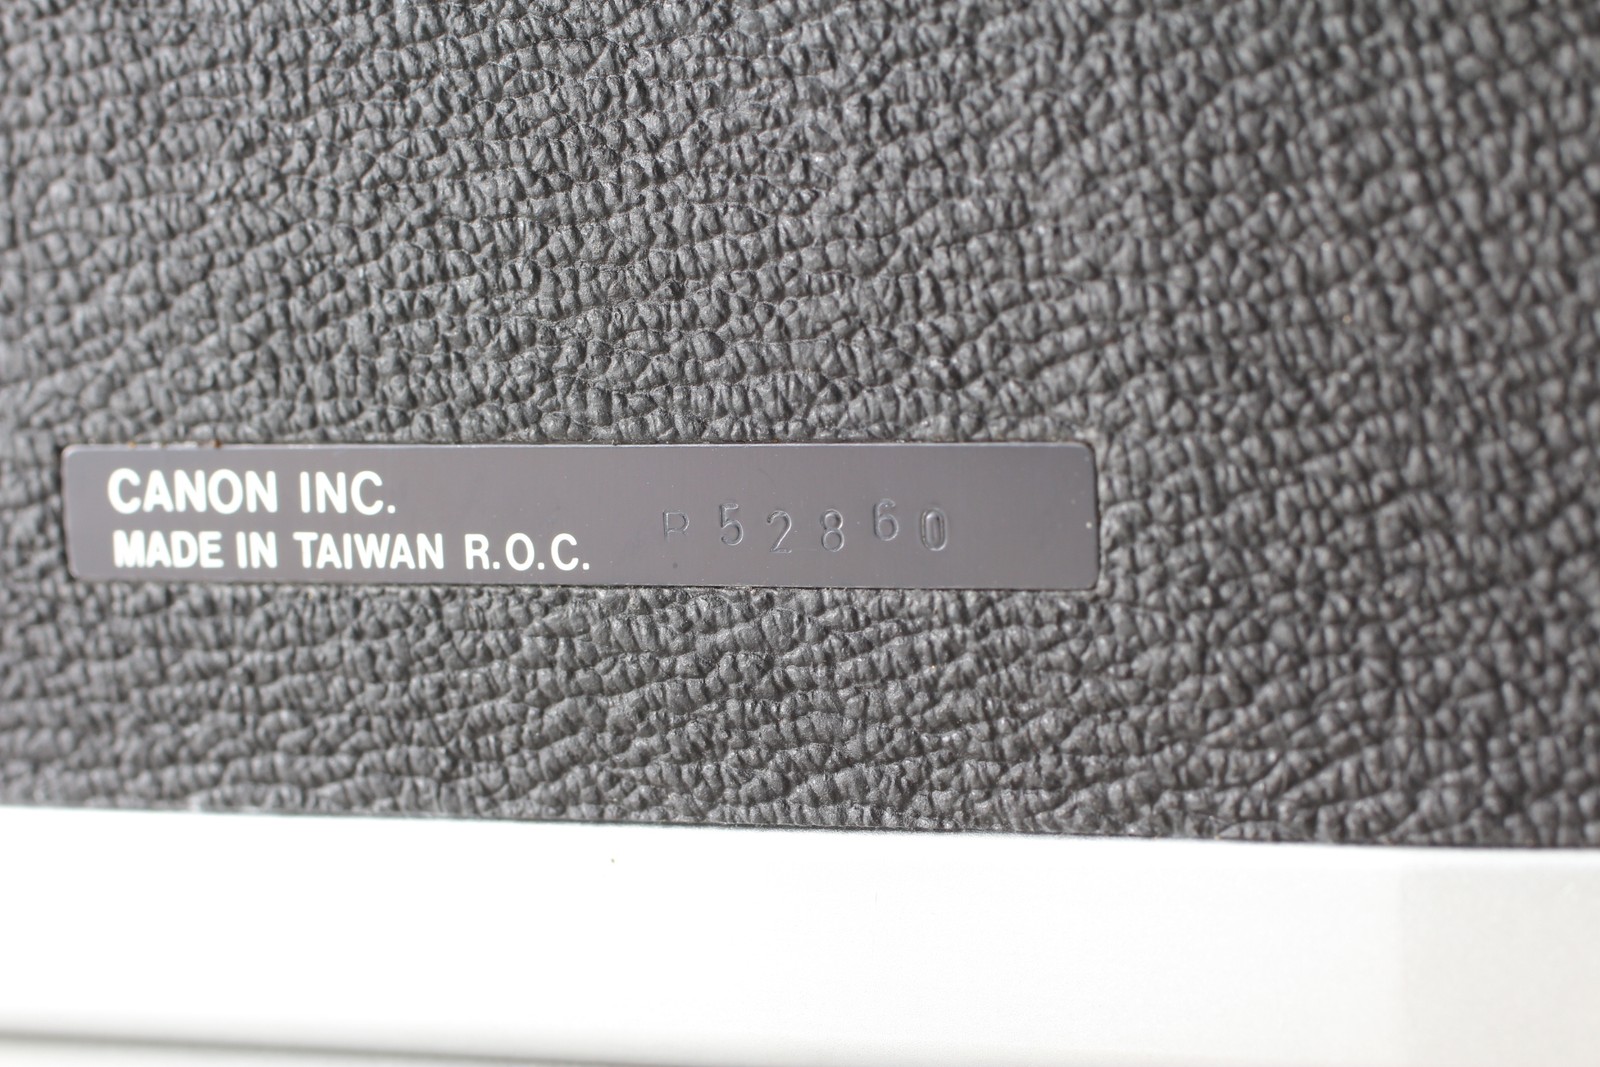 CANON INC.
MADE IN TAIWAN R.O.C. 52860